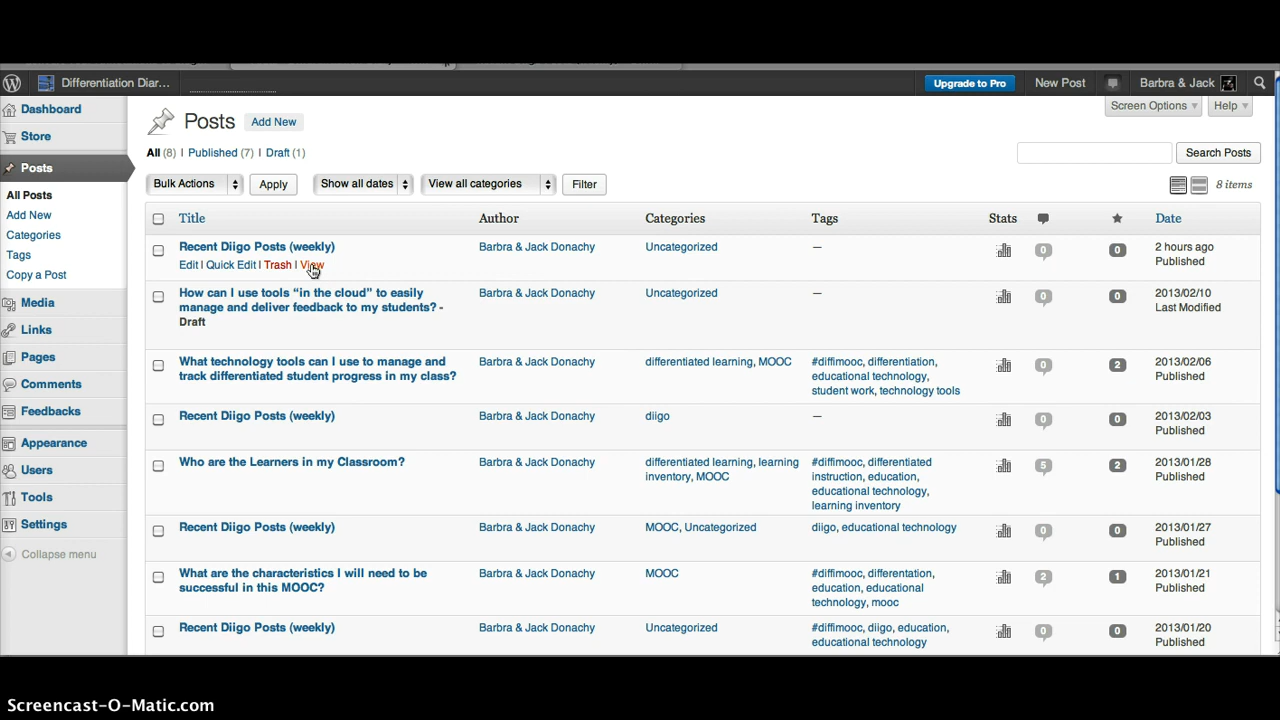 Differentiation Diar...
Upgrade to Pro
New Post
Barbra & Jack
Screen Options
Help
Dashboard
Store
Posts
All Posts
Add New
Categories
Tags
Copy a Post
Media
Links
Pages
Comments
Feedbacks
Appearance
Users
Tools
Settings
Collapse menu
Posts Add New
All (8) | Published (7) | Draft (1)
Search Posts
Bulk Actions Apply Show all dates View all categories Filter 8 items
Title Author Categories Tags Stats Date
Recent Diigo Posts (weekly) Barbra & Jack Donachy Uncategorized — 0 0 2 hours ago
Published
Edit | Quick Edit | Trash | View
How can I use tools “in the cloud” to easily Barbra & Jack Donachy Uncategorized — 0 0 2013/02/10
manage and deliver feedback to my students? - Last Modified
Draft
What technology tools can I use to manage and Barbra & Jack Donachy differentiated learning, MOOC #diffimooc, differentiation, 0 2 2013/02/06
track differentiated student progress in my class? educational technology, Published
student work, technology tools
Recent Diigo Posts (weekly) Barbra & Jack Donachy diigo — 0 0 2013/02/03
Published
Who are the Learners in my Classroom? Barbra & Jack Donachy differentiated learning, learning #diffimooc, differentiated 5 2 2013/01/28
inventory, MOOC instruction, education, Published
educational technology,
learning inventory
Recent Diigo Posts (weekly) Barbra & Jack Donachy MOOC, Uncategorized diigo, educational technology 0 0 2013/01/27
Published
What are the characteristics I will need to be Barbra & Jack Donachy MOOC #diffimooc, differentation, 2 1 2013/01/21
successful in this MOOC? education, educational Published
technology, mooc
Recent Diigo Posts (weekly) Barbra & Jack Donachy Uncategorized #diffimooc, diigo, education, 0 0 2013/01/20
educational technology Published
Screencast-O-Matic.com